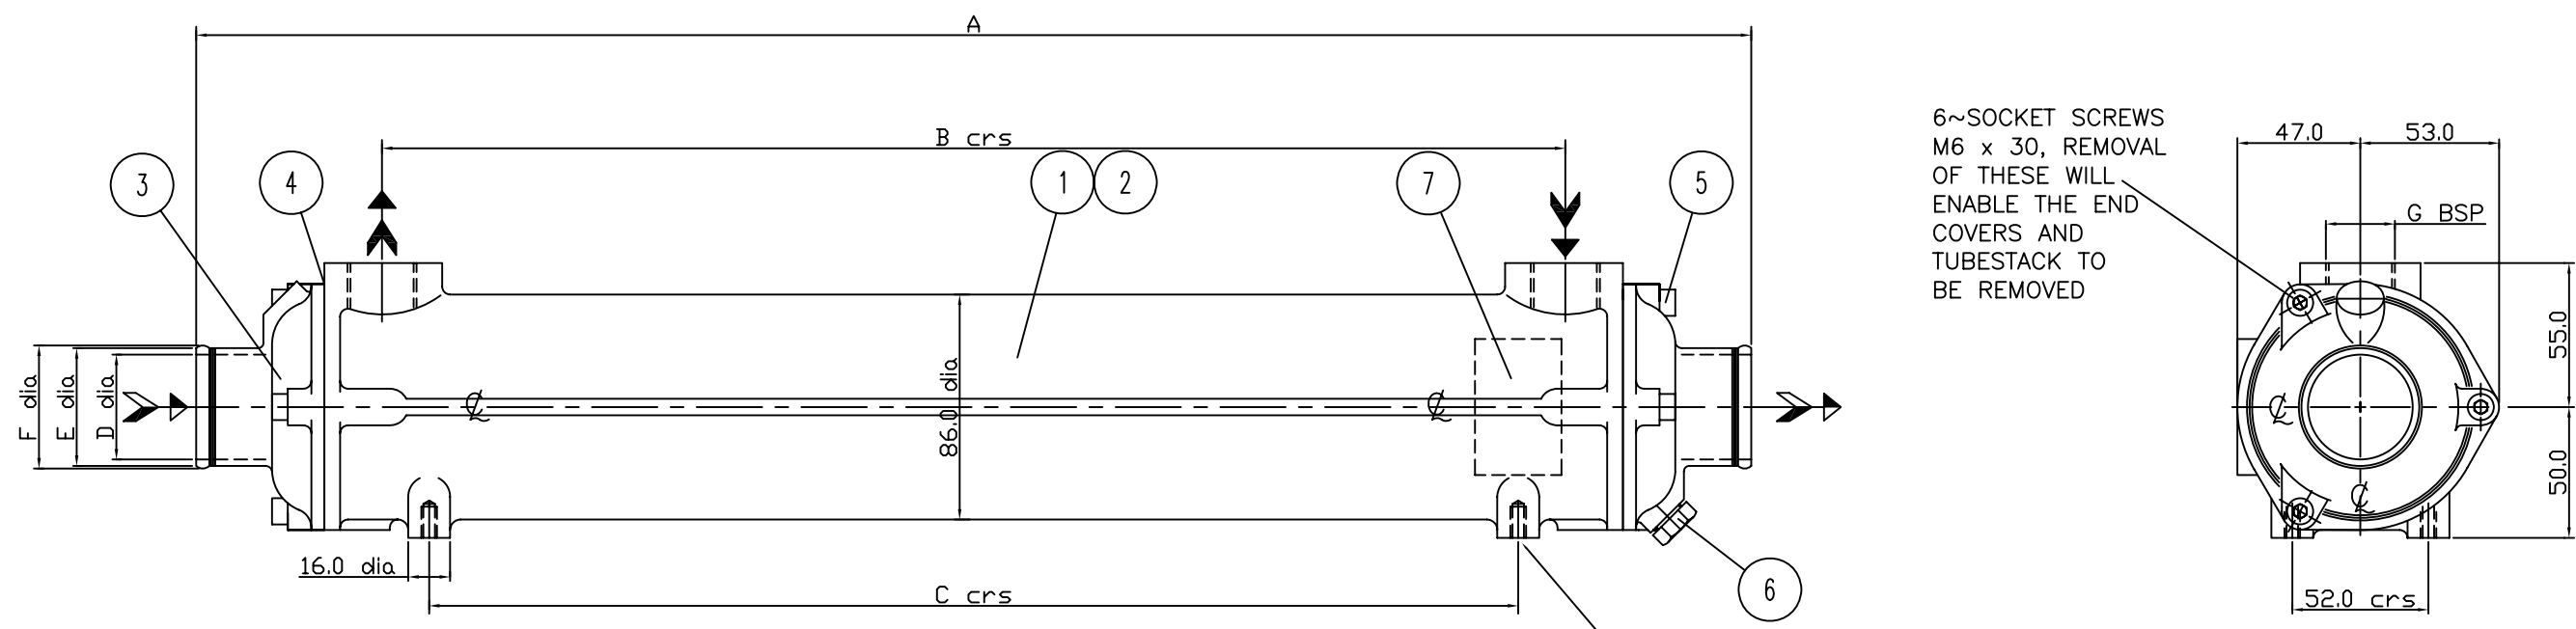 A
B crs
3
4
1
2
7
5
6~SOCKET SCREWS
M6 x 30, REMOVAL
OF THESE WILL
ENABLE THE END
COVERS AND
TUBESTACK TO
BE REMOVED
47.0
53.0
G BSP
F dia
E dia
D dia
86.0 dia
55.0
50.0
16.0 dia
C crs
6
52.0 crs